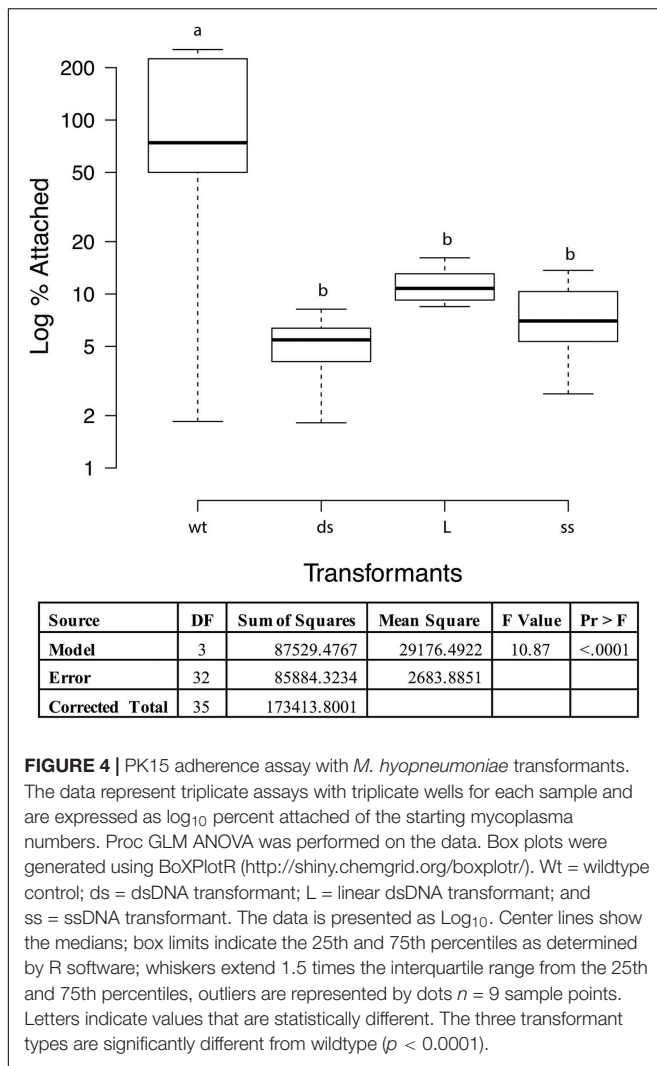 a
200
100
50
20
10
5
2
1
Log % Attached
b
b
b
wt
ds
L
ss
Transformants
Source DF Sum of Squares Mean Square F Value Pr > F
Model 3 87529.4767 29176.4922 10.87 <.0001
Error 32 85884.3234 2683.8851
Corrected Total 35 173413.8001
FIGURE 4 | PK15 adherence assay with M. hyopneumoniae transformants.
The data represent triplicate assays with triplicate wells for each sample and
are expressed as log10 percent attached of the starting mycoplasma
numbers. Proc GLM ANOVA was performed on the data. Box plots were
generated using BoXPlotR (http://shiny.chemgrid.org/boxplotr/). Wt = wildtype
control; ds = dsDNA transformant; L = linear dsDNA transformant; and
ss = ssDNA transformant. The data is presented as Log10. Center lines show
the medians; box limits indicate the 25th and 75th percentiles as determined
by R software; whiskers extend 1.5 times the interquartile range from the 25th
and 75th percentiles, outliers are represented by dots n = 9 sample points.
Letters indicate values that are statistically different. The three transformant
types are significantly different from wildtype (p < 0.0001).